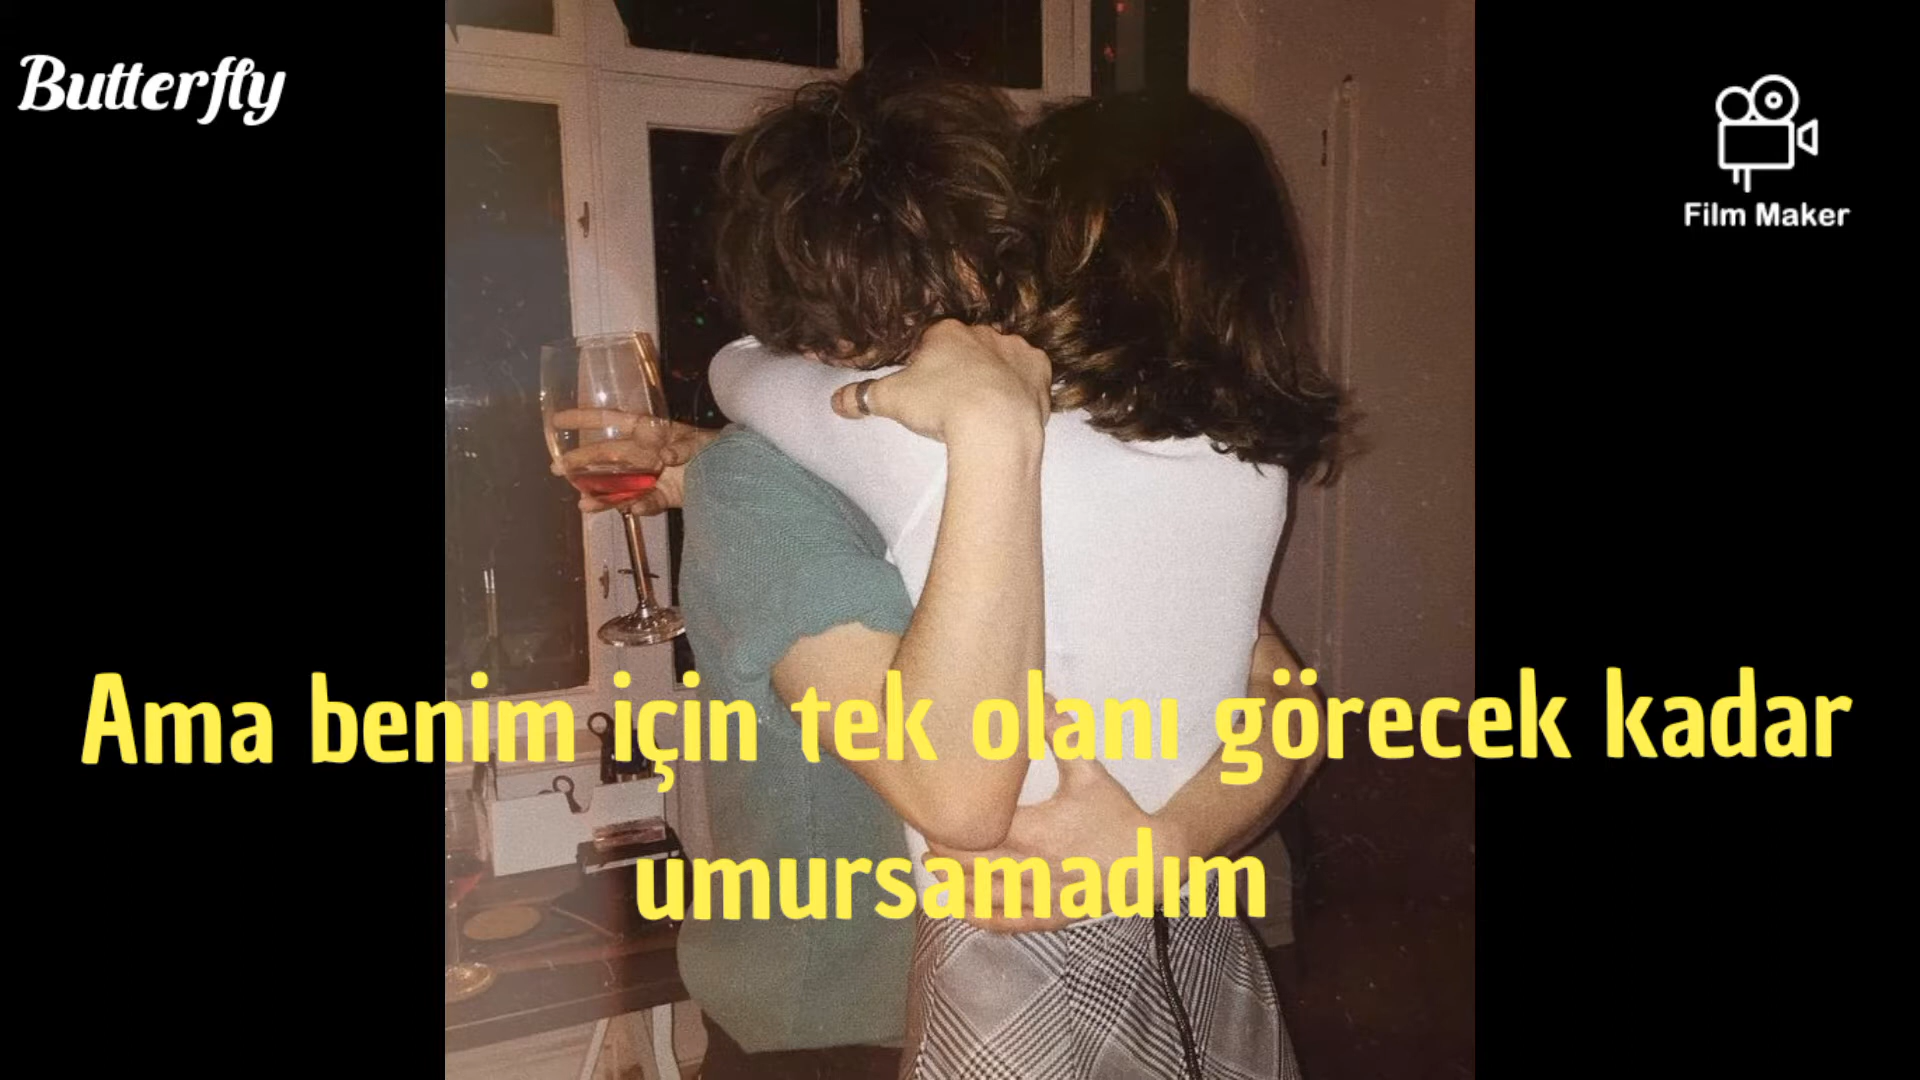 Butterfly
Film Maker
Ama benim için tek olanı görecek kadar
umursamadım